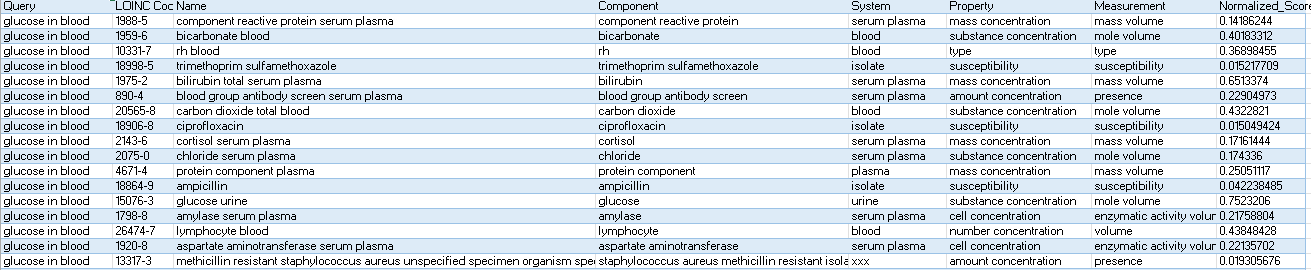 Query LOINC Coc Name Component System Property Measurement Normalized_Score
glucose in blood 1988-5 component reactive protein serum plasma component reactive protein serum plasma mass concentration mass volume 0.14186244
glucose in blood 1959-6 bicarbonate blood bicarbonate blood substance concentration mole volume 0.40183312
glucose in blood 10331-7 rh blood rh blood type type 0.36898455
glucose in blood 18998-5 trimethoprim sulfamethoxazole trimethoprim sulfamethoxazole isolate susceptibility susceptibility 0.015217709
glucose in blood 1975-2 bilirubin total serum plasma bilirubin serum plasma mass concentration mass volume 0.6513374
glucose in blood 890-4 blood group antibody screen serum plasma blood group antibody screen serum plasma amount concentration presence 0.22904973
glucose in blood 20565-8 carbon dioxide total blood carbon dioxide blood substance concentration mole volume 0.4322821
glucose in blood 18906-8 ciprofloxacin ciprofloxacin isolate susceptibility susceptibility 0.015049424
glucose in blood 2143-6 cortisol serum plasma cortisol serum plasma mass concentration mass volume 0.17161444
glucose in blood 2075-0 chloride serum plasma chloride serum plasma substance concentration mole volume 0.174336
glucose in blood 4671-4 protein component plasma protein component plasma mass concentration mass volume 0.25051117
glucose in blood 18864-9 ampicillin ampicillin isolate susceptibility susceptibility 0.042238485
glucose in blood 15076-3 glucose urine glucose urine substance concentration mole volume 0.7523206
glucose in blood 1798-8 amylase serum plasma amylase serum plasma cell concentration enzymatic activity volur 0.21758804
glucose in blood 26474-7 lymphocyte blood lymphocyte blood number concentration volume 0.43848428
glucose in blood 1920-8 aspartate aminotransferase serum plasma aspartate aminotransferase serum plasma cell concentration enzymatic activity volur 0.22135702
glucose in blood 13317-3 methicillin resistant staphylococcus aureus unspecified specimen organism spe staphylococcus aureus methicillin resistant isola xxx amount concentration presence 0.019305676